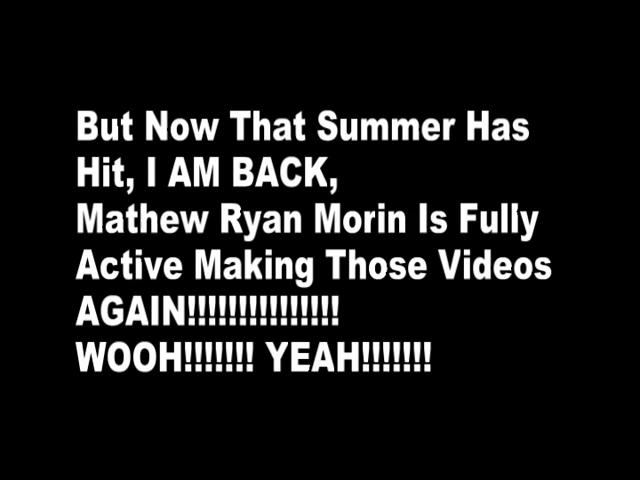 But Now That Summer Has
Hit, I AM BACK,
Mathew Ryan Morin Is Fully
Active Making Those Videos
AGAIN!!!!!!!!!!!!!!!
WOOH!!!!!!! YEAH!!!!!!!